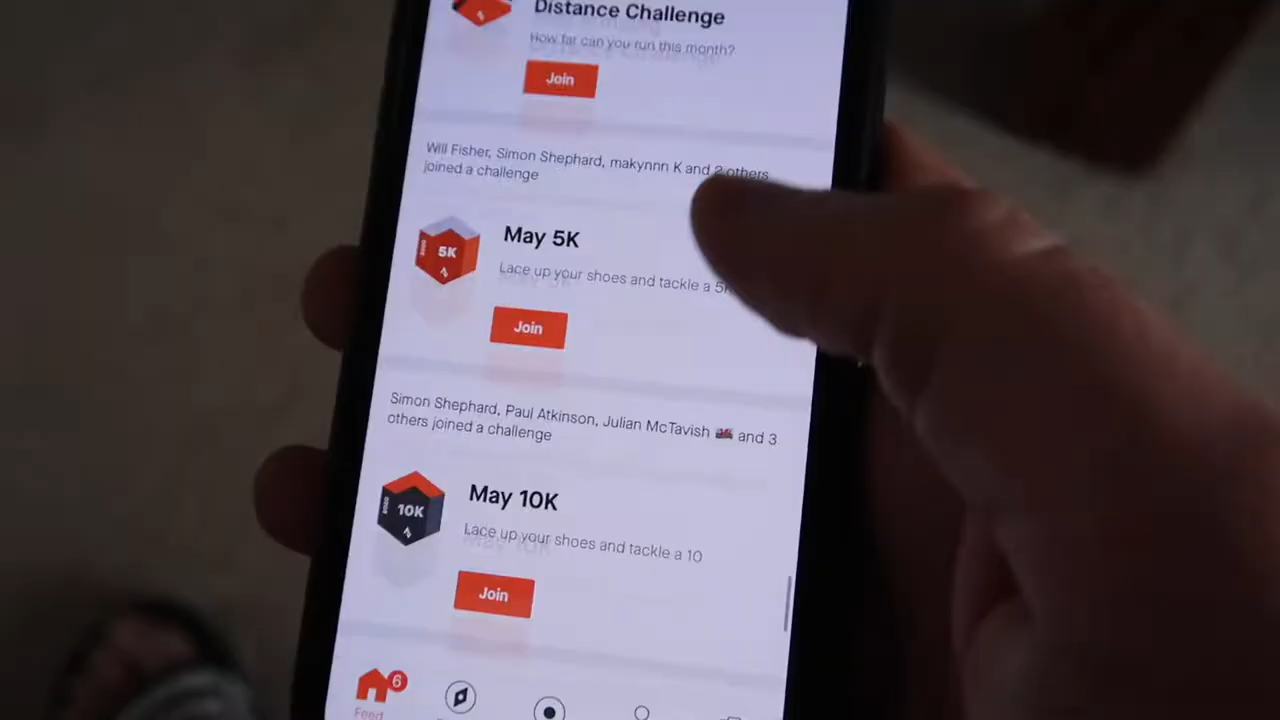 Distance Challenge
How far can you run this month?
Join
Will Fisher, Simon Shephard, makynnn K and 2 others
joined a challenge
5K
May 5K
Lace up your shoes and tackle a 5K
Join
Simon Shephard, Paul Atkinson, Julian McTavish 🇬🇧 and 3
others joined a challenge
2020
10K
May 10K
Lace up your shoes and tackle a 10
Join
6
Feed